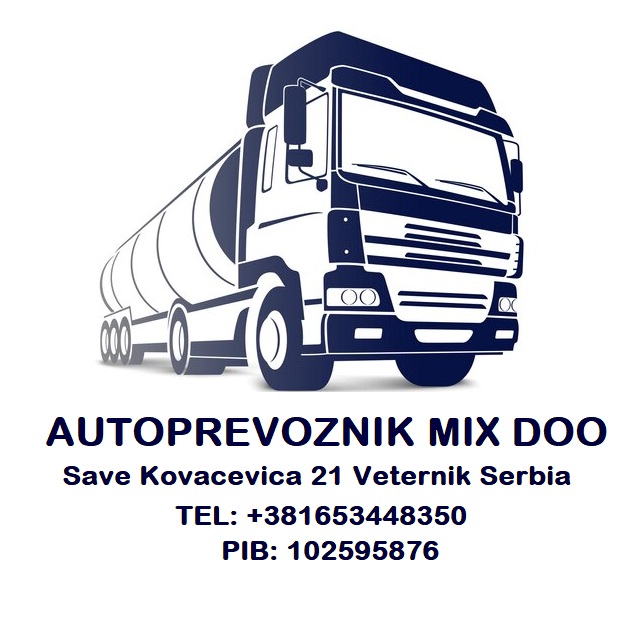 AUTOPREVOZNIK MIX DOO
Save Kovacevica 21 Veternik Serbia
TEL: +381653448350
PIB: 102595876